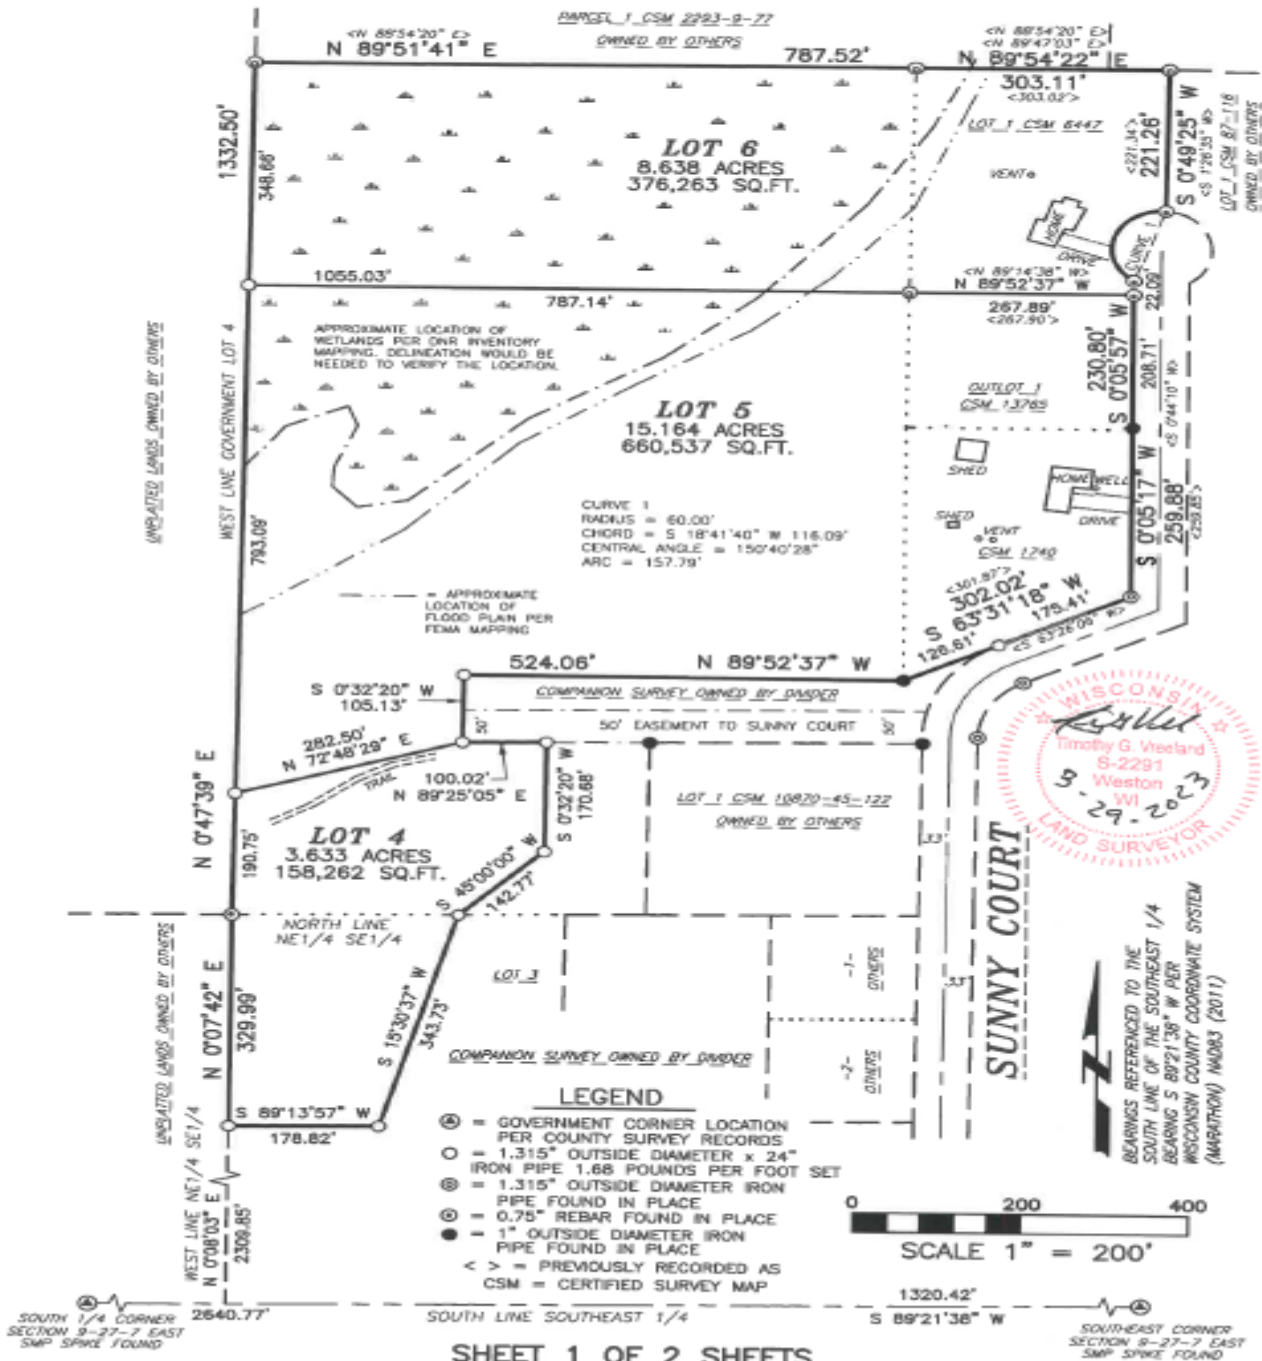 PARCEL 1 CSM 2293-9-77
OWNED BY OTHERS
<N 88°54'20" E>
N 89°51'41" E
787.52'
<N 88°54'20" E>
<N 89°47'03" E>
N 89°54'22" E
303.11'
<303.02'>
LOT 1 CSM 6447
VENT
HOME
DRIVE
CURVE 1
221.26'
<221.34'>
S 0°49'25" W
<S 1°26'35" W>
LOT 1 CSM 87-116
OWNED BY OTHERS
1332.50'
348.66'
LOT 6
8.638 ACRES
376,263 SQ.FT.
1055.03'
787.14'
<N 89°14'38" W>
N 89°52'37" W
267.89'
<267.90'>
22.09'
UNPLATTED LANDS OWNED BY OTHERS
WEST LINE GOVERNMENT LOT 4
793.09'
APPROXIMATE LOCATION OF
WETLANDS PER DNR INVENTORY
MAPPING. DELINEATION WOULD BE
NEEDED TO VERIFY THE LOCATION.
LOT 5
15.164 ACRES
660,537 SQ.FT.
OUTLOT 1
CSM 13765
230.80'
S 0°05'57" W
208.71'
<S 0°44'10" W>
SHED
HOME
WELL
DRIVE
SHED
VENT
CSM 1740
S 0°05'17" W
259.88'
<259.85'>
CURVE 1
RADIUS = 60.00'
CHORD = S 18°41'40" W 116.09'
CENTRAL ANGLE = 150°40'28"
ARC = 157.79'
= APPROXIMATE
LOCATION OF
FLOOD PLAIN PER
FEMA MAPPING
<301.87'>
302.02'
S 63°31'18" W
175.41'
126.61'
<S 63°26'09" W>
524.06'
N 89°52'37" W
S 0°32'20" W
105.13'
COMPANION SURVEY OWNED BY DIVIDER
50'
50' EASEMENT TO SUNNY COURT
50'
282.50'
N 72°48'29" E
TRAIL
100.02'
N 89°25'05" E
S 0°32'20" W
170.68'
LOT 1 CSM 10870-45-122
OWNED BY OTHERS
N 0°47'39" E
190.75'
LOT 4
3.633 ACRES
158,262 SQ.FT.
S 45°00'00" W
142.77'
NORTH LINE
NE1/4 SE1/4
33'
33'
SUNNY COURT
WISCONSIN
Timothy G. Vreeland
S-2291
Weston
WI
3-29-2023
LAND SURVEYOR
UNPLATTED LANDS OWNED BY OTHERS
N 0°07'42" E
329.99'
S 15°30'37" W
343.73'
LOT 3
-1-
OTHERS
-2-
OTHERS
COMPANION SURVEY OWNED BY DIVIDER
S 89°13'57" W
178.82'
BEARINGS REFERENCED TO THE
SOUTH LINE OF THE SOUTHEAST 1/4
BEARING S 89°21'38" W PER
WISCONSIN COUNTY COORDINATE SYSTEM
(MARATHON) NAD83 (2011)
N
WEST LINE NE1/4 SE1/4
N 0°08'03" E
2309.85'
LEGEND
= GOVERNMENT CORNER LOCATION
PER COUNTY SURVEY RECORDS
= 1.315" OUTSIDE DIAMETER x 24"
IRON PIPE 1.68 POUNDS PER FOOT SET
= 1.315" OUTSIDE DIAMETER IRON
PIPE FOUND IN PLACE
= 0.75" REBAR FOUND IN PLACE
= 1" OUTSIDE DIAMETER IRON
PIPE FOUND IN PLACE
< > = PREVIOUSLY RECORDED AS
CSM = CERTIFIED SURVEY MAP
0 200 400
SCALE 1" = 200'
2640.77'
SOUTH LINE SOUTHEAST 1/4
1320.42'
S 89°21'38" W
SOUTH 1/4 CORNER
SECTION 9-27-7 EAST
SMP SPIKE FOUND
SOUTHEAST CORNER
SECTION 9-27-7 EAST
SMP SPIKE FOUND
SHEET 1 OF 2 SHEETS